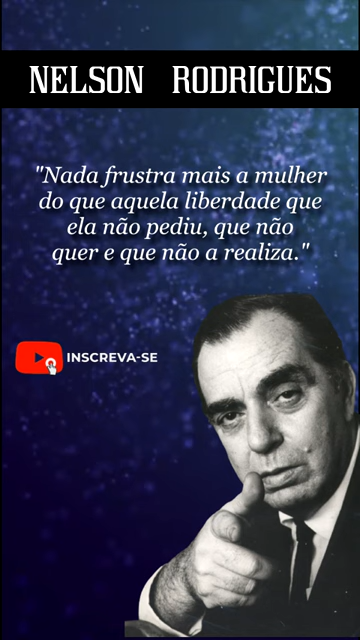 NELSON RODRIGUES
"Nada frustra mais a mulher
do que aquela liberdade que
ela não pediu, que não
quer e que não a realiza."
INSCREVA-SE